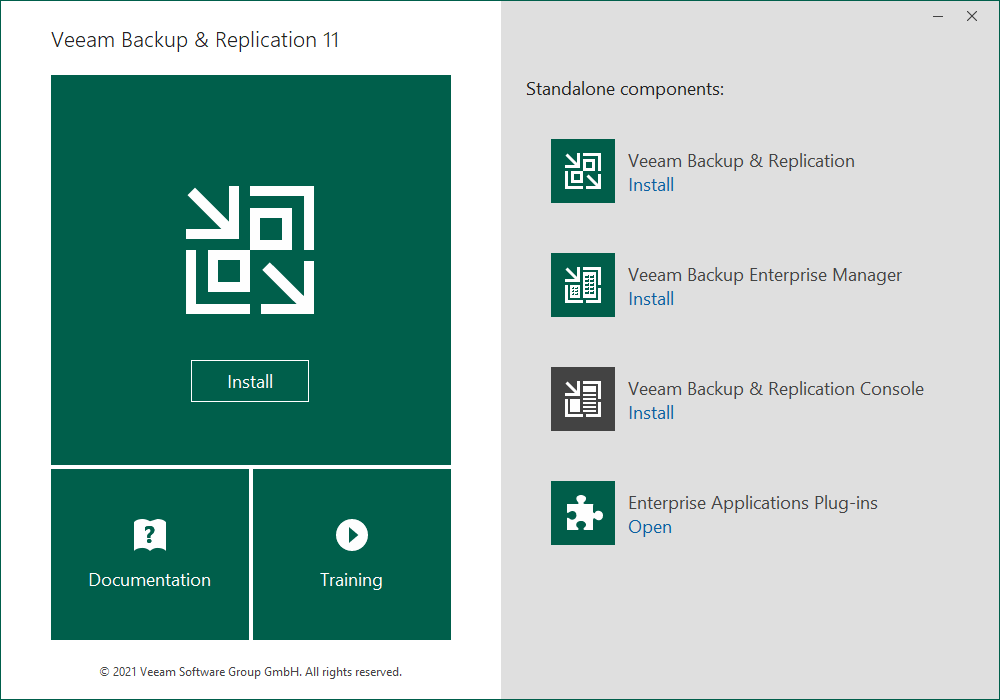 Veeam Backup & Replication 11
Install
Documentation
Training
© 2021 Veeam Software Group GmbH. All rights reserved.
Standalone components:
Veeam Backup & Replication
Install
Veeam Backup Enterprise Manager
Install
Veeam Backup & Replication Console
Install
Enterprise Applications Plug-ins
Open